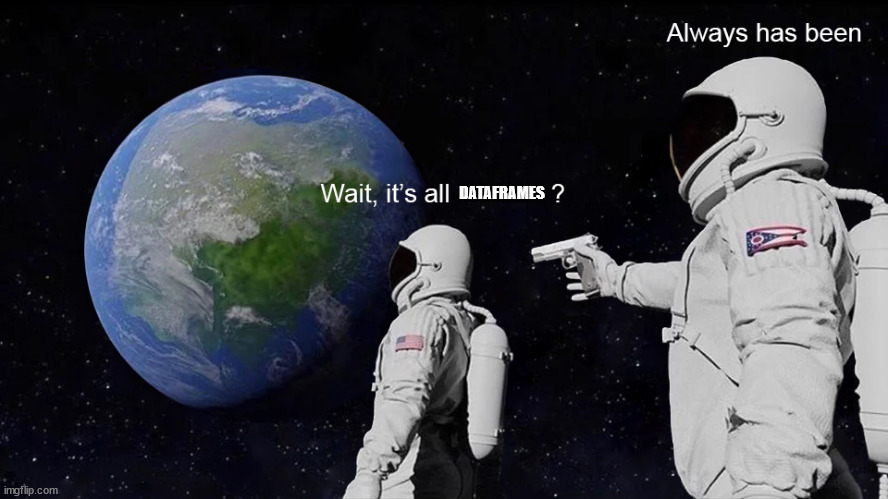 Always has been
Wait, it's all DATAFRAMES ?
imgflip.com